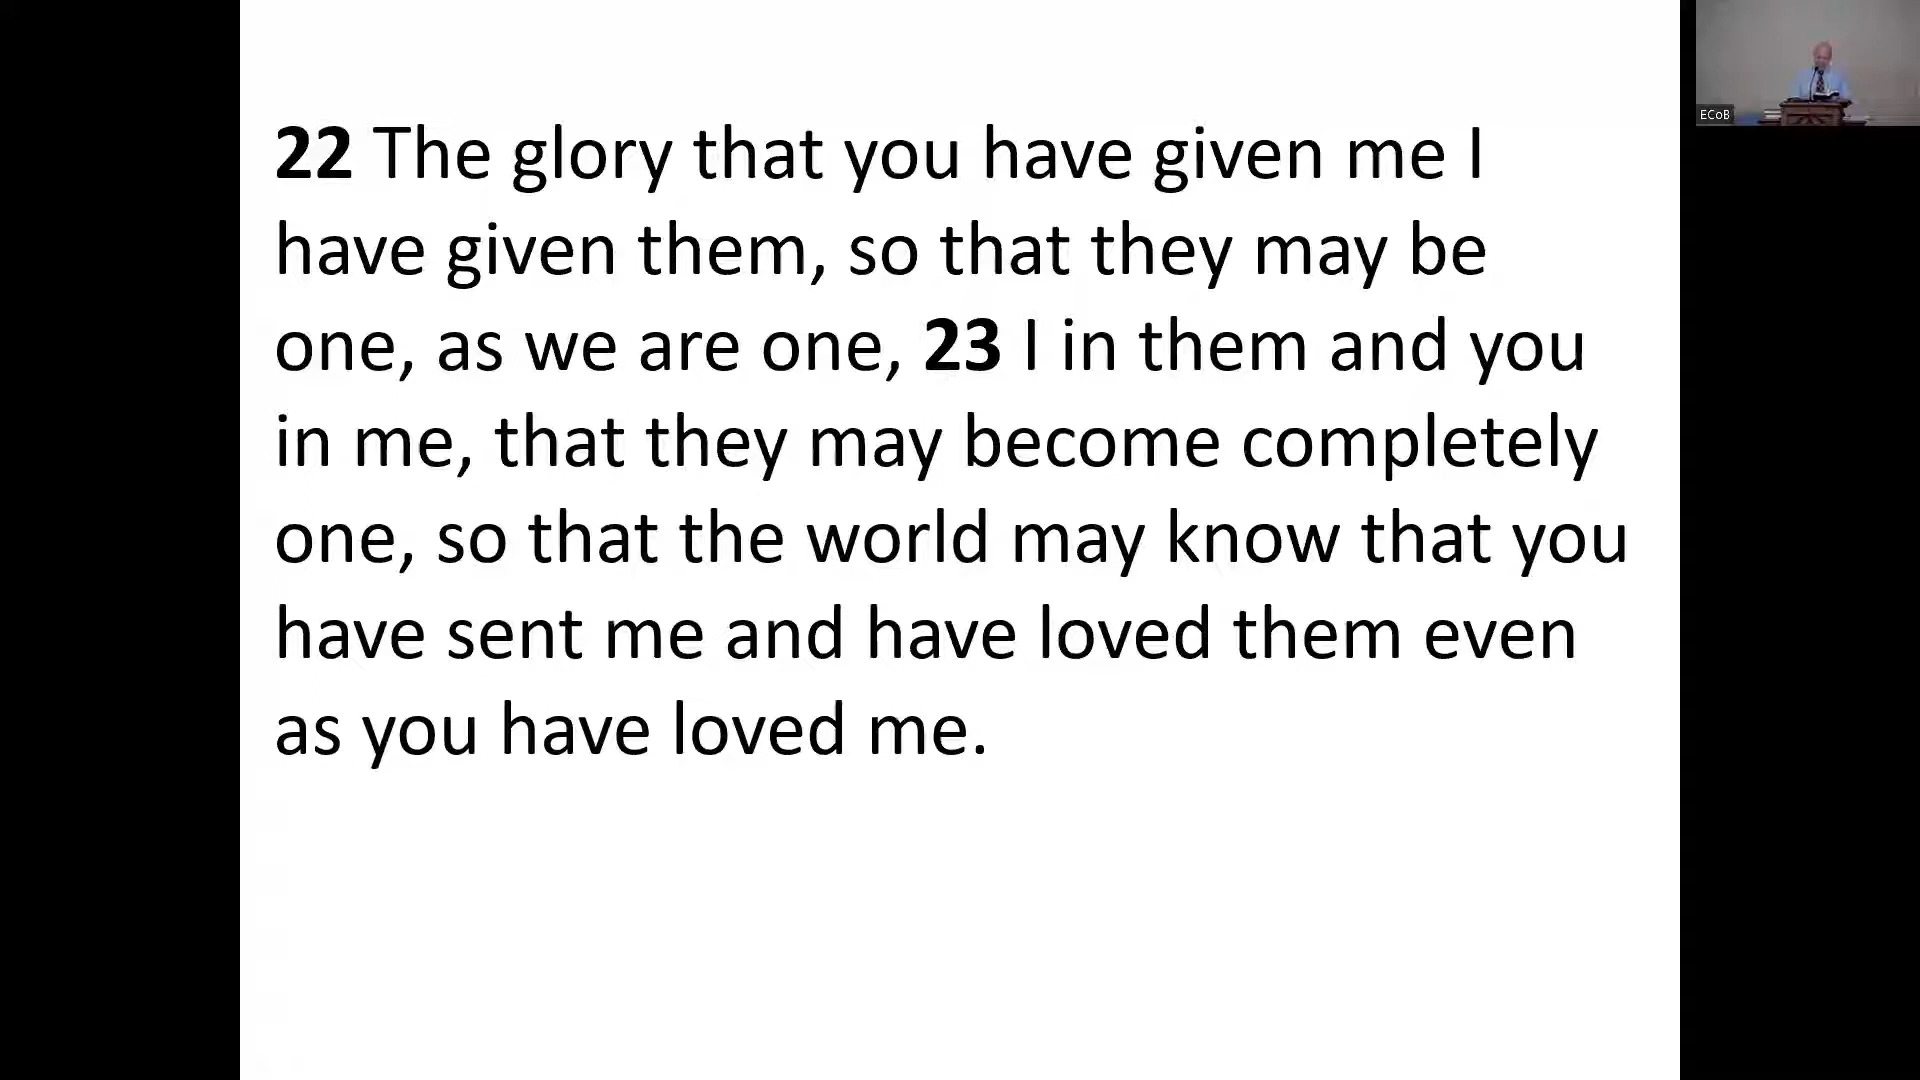 22 The glory that you have given me I
have given them, so that they may be
one, as we are one, 23 I in them and you
in me, that they may become completely
one, so that the world may know that you
have sent me and have loved them even
as you have loved me.
ECoB